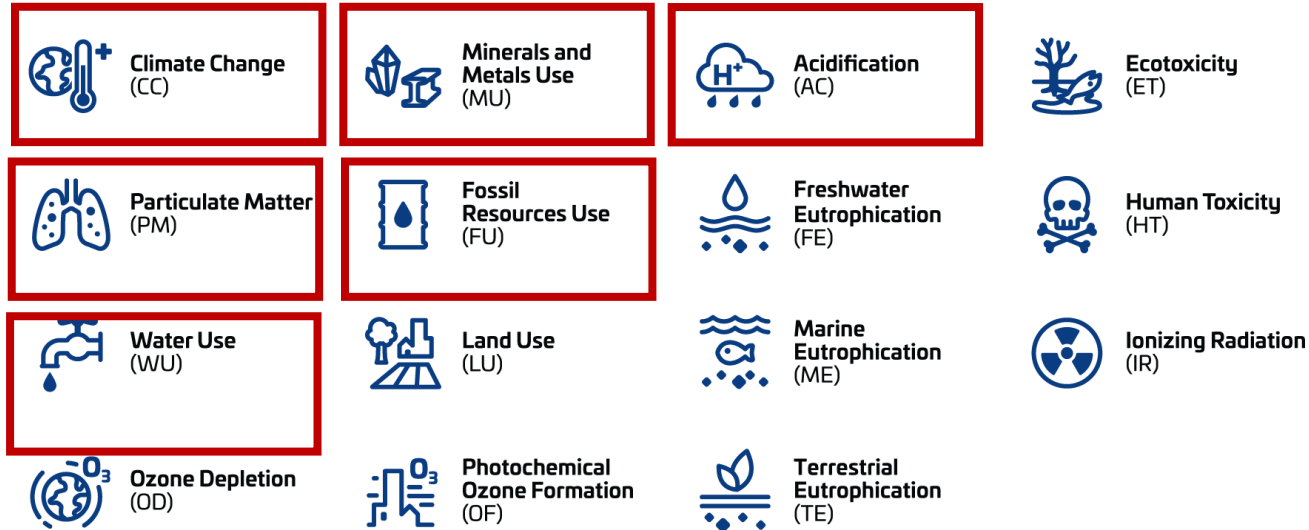 Climate Change
(CC)
Minerals and
Metals Use
(MU)
H+
Acidification
(AC)
Ecotoxicity
(ET)
Particulate Matter
(PM)
Fossil
Resources Use
(FU)
Freshwater
Eutrophication
(FE)
Human Toxicity
(HT)
Water Use
(WU)
Land Use
(LU)
Marine
Eutrophication
(ME)
Ionizing Radiation
(IR)
O3
Ozone Depletion
(OD)
O3
Photochemical
Ozone Formation
(OF)
Terrestrial
Eutrophication
(TE)